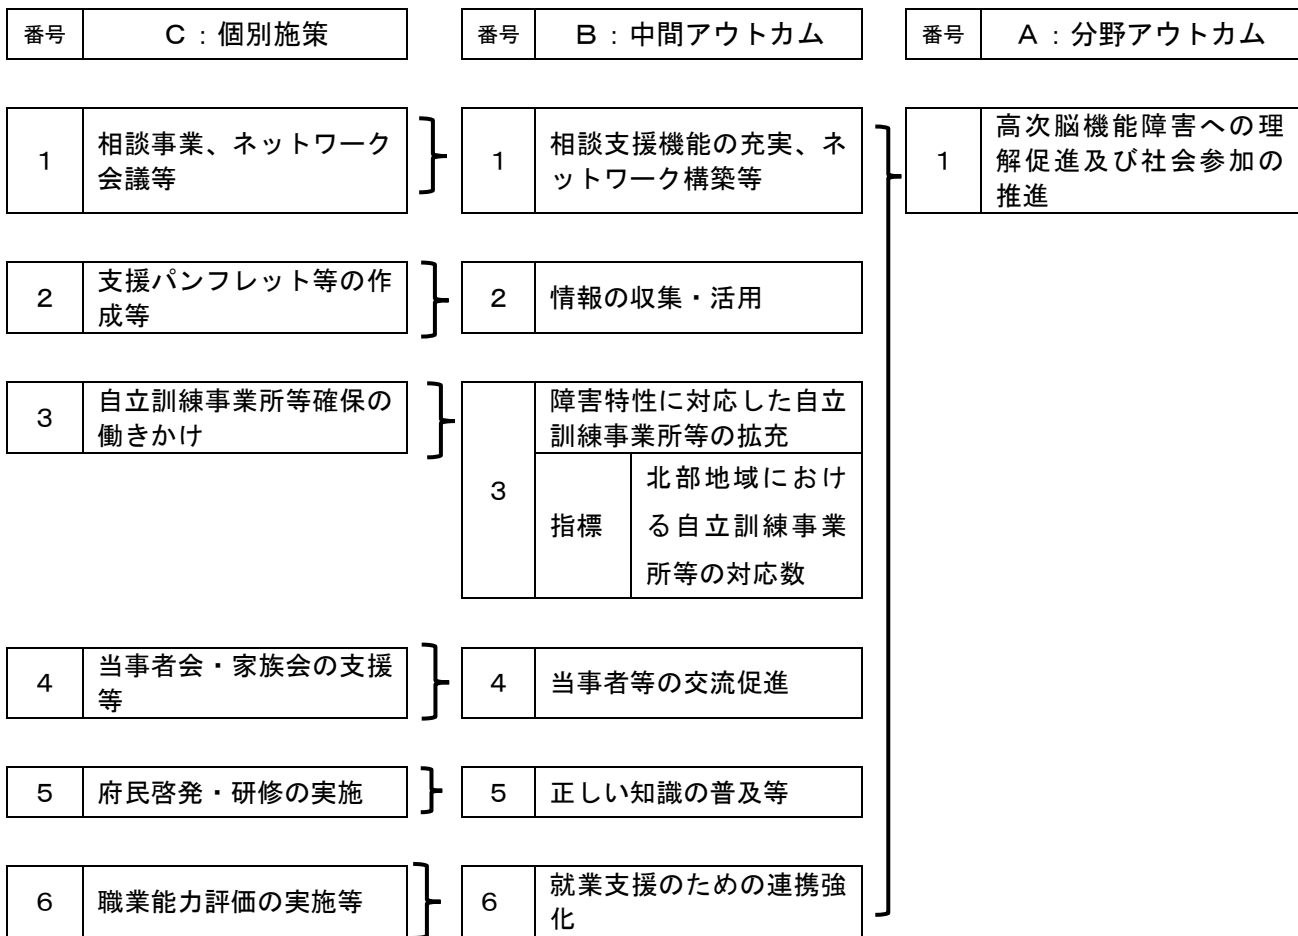 番号 C：個別施策 番号 B：中間アウトカム 番号 A：分野アウトカム
1 相談事業、ネットワーク
会議等
1 相談支援機能の充実、ネ
ットワーク構築等
1 高次脳機能障害への理
解促進及び社会参加の
推進
2 支援パンフレット等の作
成等
2 情報の収集・活用
3 自立訓練事業所等確保の
働きかけ
3 障害特性に対応した自立
訓練事業所等の拡充
指標 北部地域におけ
る自立訓練事業
所等の対応数
4 当事者会・家族会の支援
等
4 当事者等の交流促進
5 府民啓発・研修の実施
5 正しい知識の普及等
6 職業能力評価の実施等
6 就業支援のための連携強
化